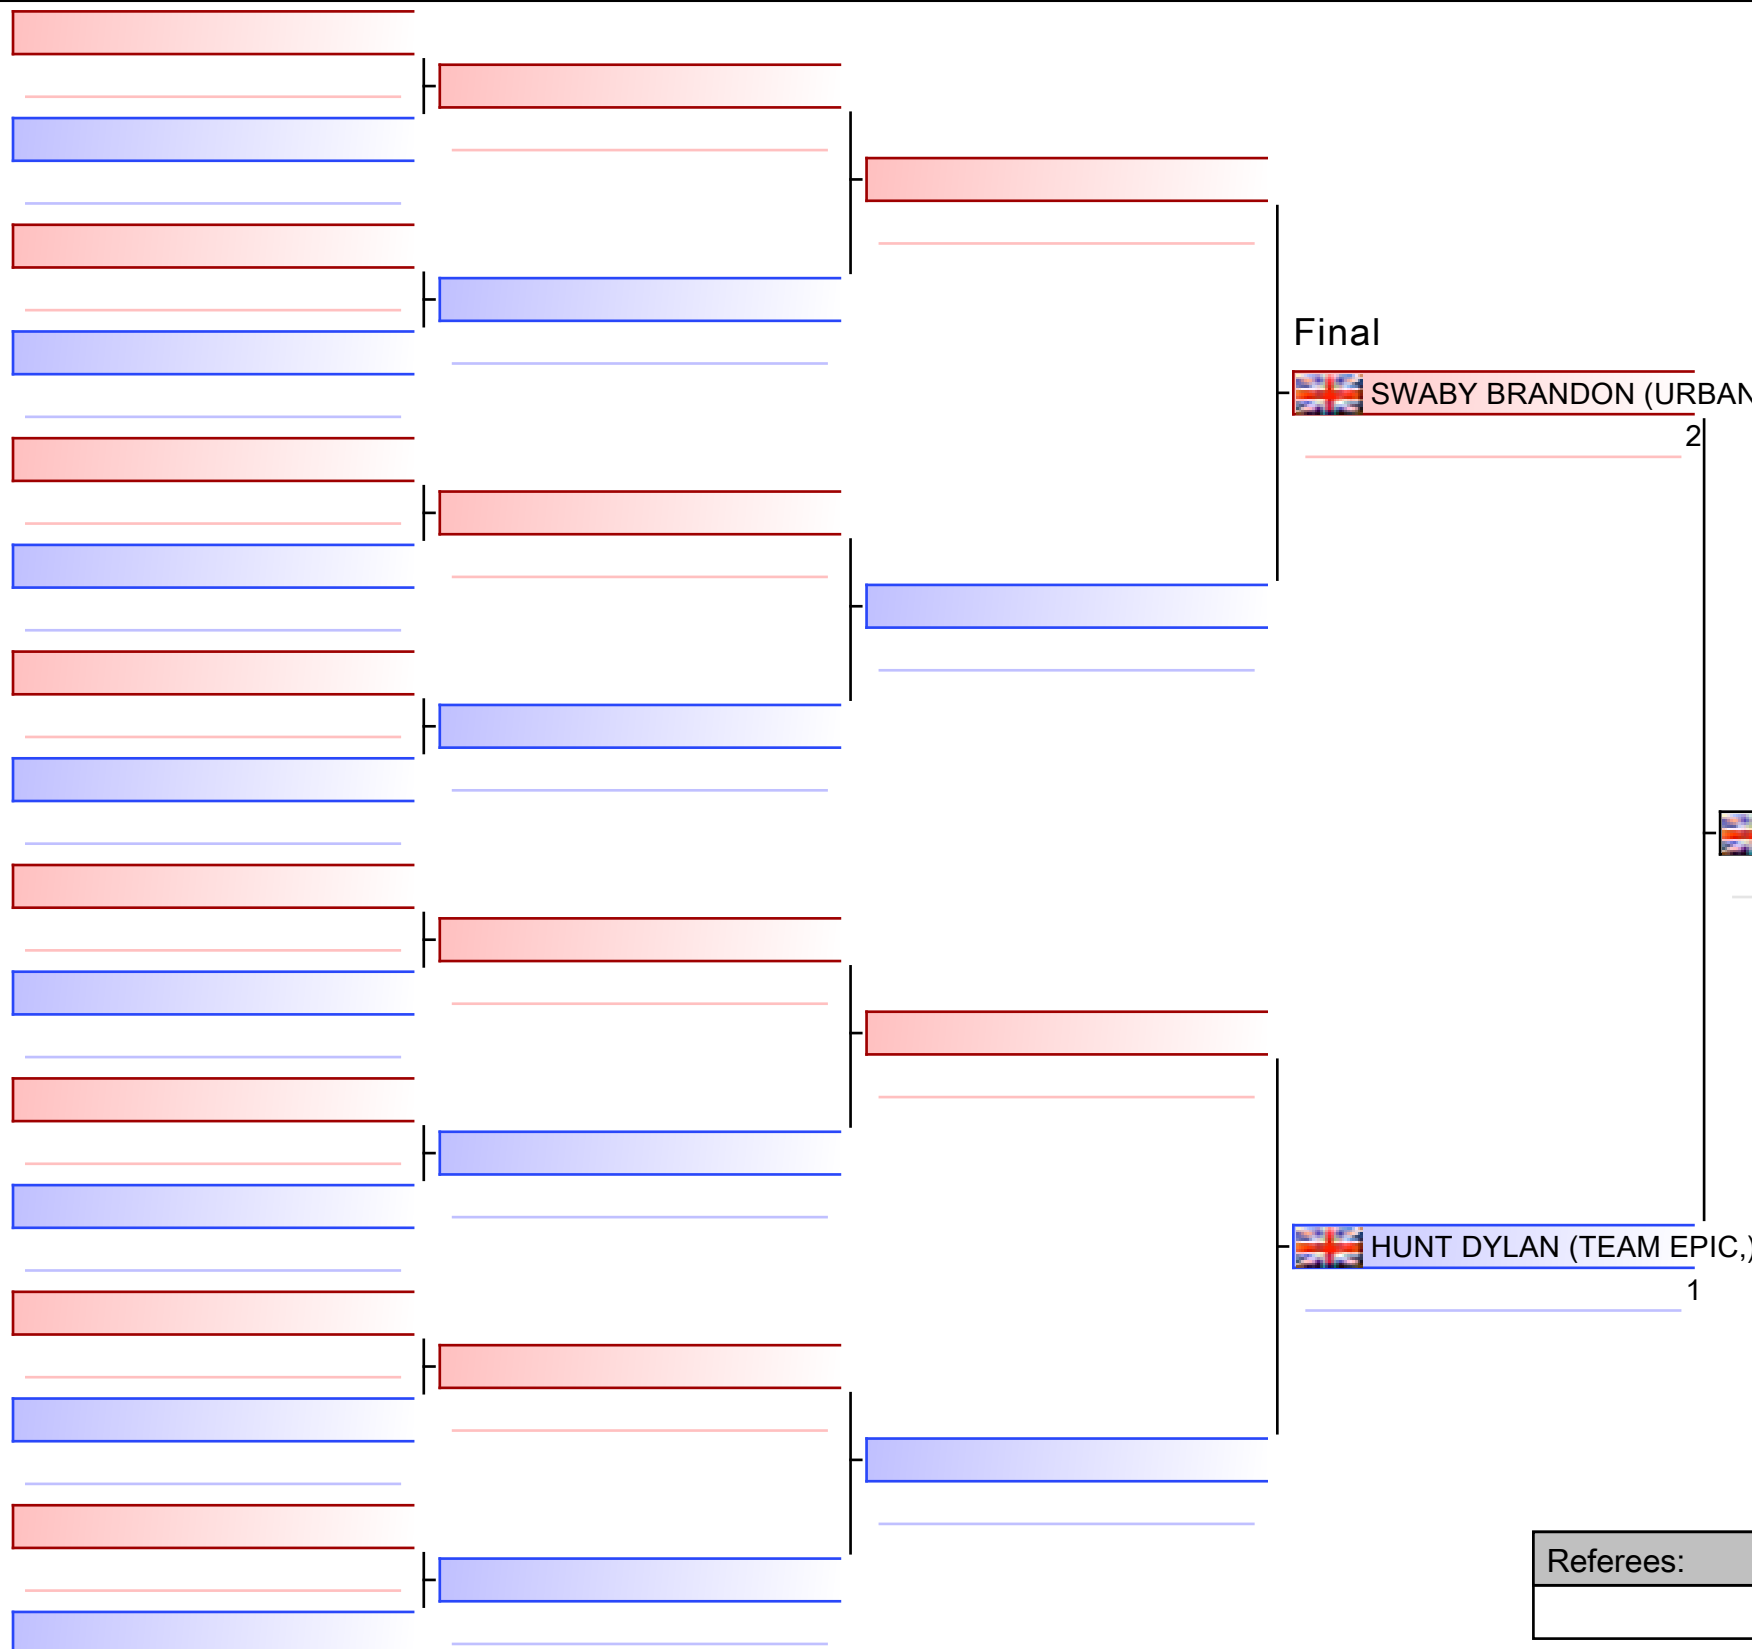 Final
SWABY BRANDON (URBAN
2
HUNT DYLAN (TEAM EPIC,)
1
Referees: